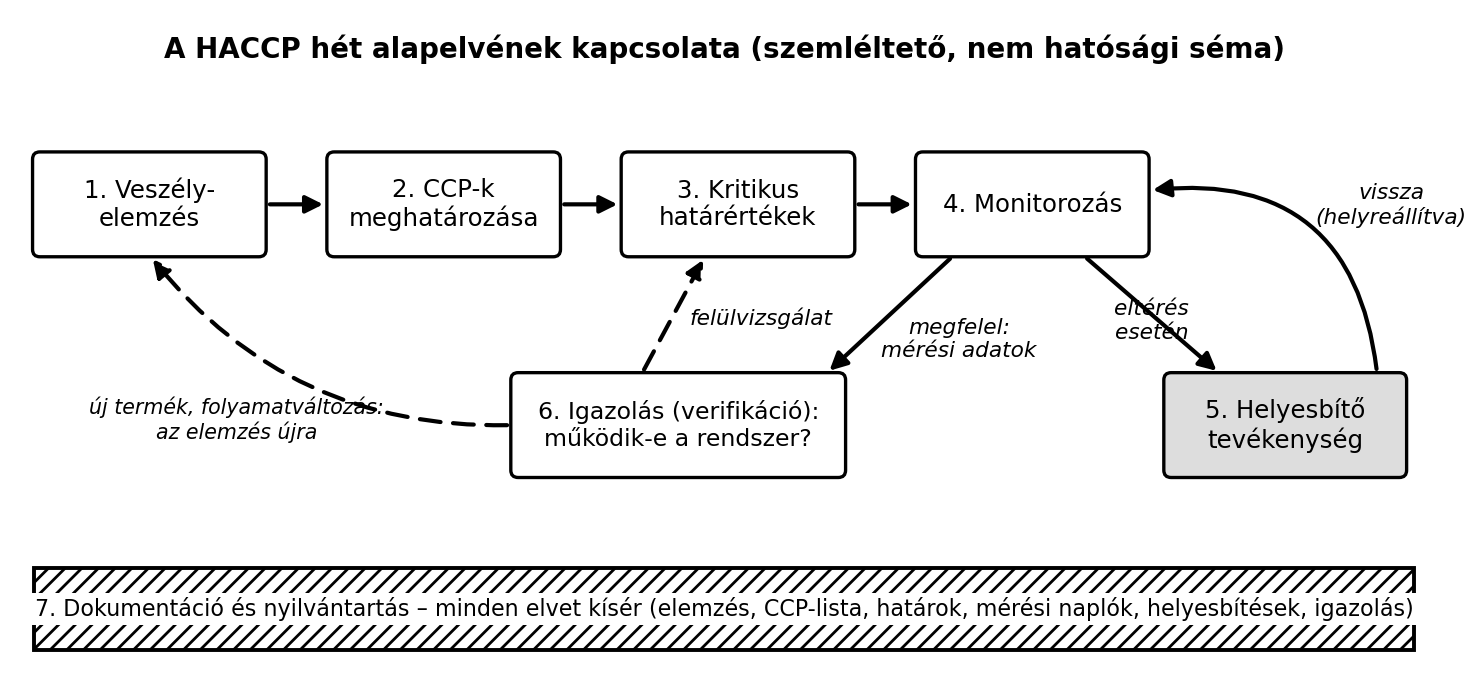 A HACCP hét alapelvének kapcsolata (szemléltető, nem hatósági séma)
1. Veszély-
elemzés
2. CCP-k
meghatározása
3. Kritikus
határértékek
4. Monitorozás
vissza
(helyreállítva)
felülvizsgálat
megfelel:
mérési adatok
eltérés
esetén
új termék, folyamatváltozás:
az elemzés újra
6. Igazolás (verifikáció):
működik-e a rendszer?
5. Helyesbítő
tevékenység
7. Dokumentáció és nyilvántartás – minden elvet kísér (elemzés, CCP-lista, határok, mérési naplók, helyesbítések, igazolás)